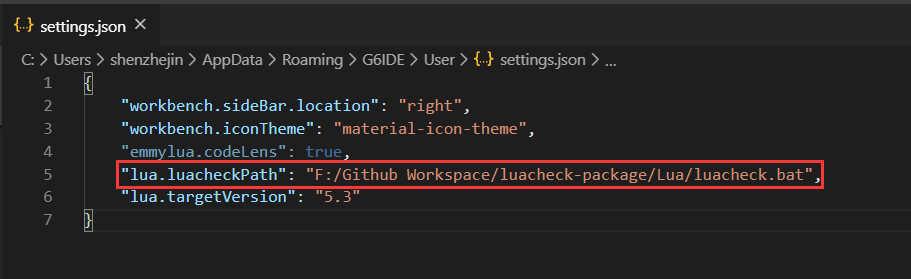 settings.json
C: > Users > shenzhejin > AppData > Roaming > G6IDE > User > {..} settings.json > ...
1 {
2 "workbench.sideBar.location": "right",
3 "workbench.iconTheme": "material-icon-theme",
4 "emmylua.codeLens": true,
5 "lua.luacheckPath": "F:/Github Workspace/luacheck-package/Lua/luacheck.bat",
6 "lua.targetVersion": "5.3"
7 }